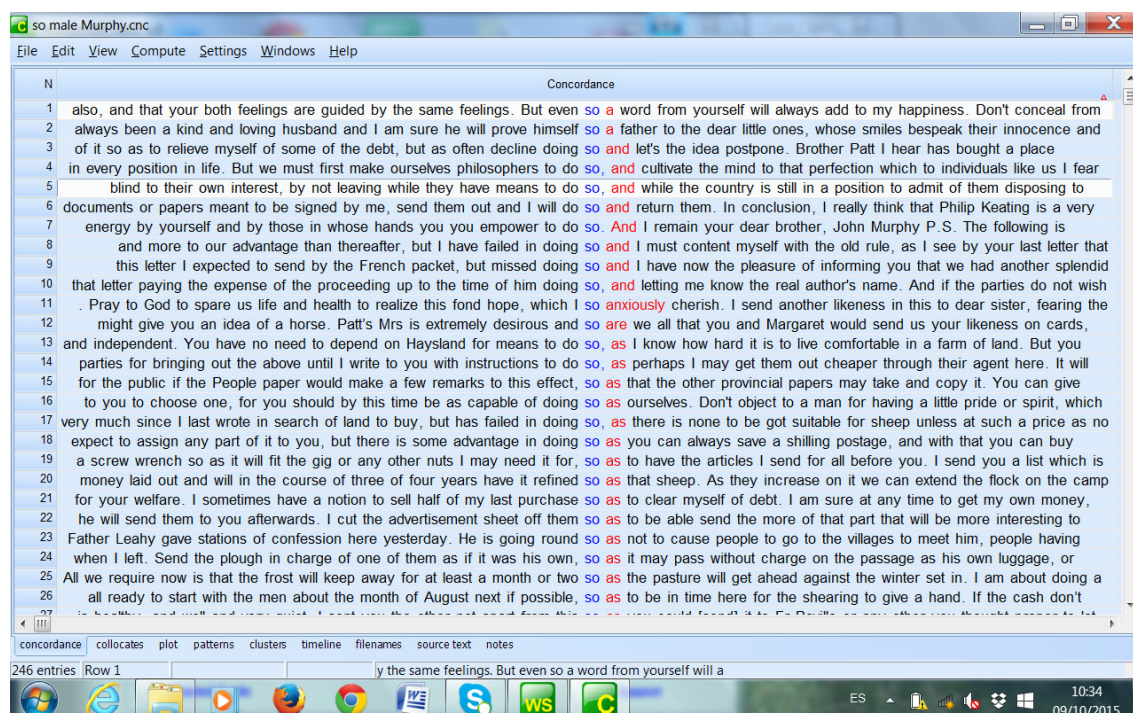 so male Murphy.cnc
File Edit View Compute Settings Windows Help
N Concordance
1 also, and that your both feelings are guided by the same feelings. But even so a word from yourself will always add to my happiness. Don't conceal from
2 always been a kind and loving husband and I am sure he will prove himself so a father to the dear little ones, whose smiles bespeak their innocence and
3 of it so as to relieve myself of some of the debt, but as often decline doing so and let's the idea postpone. Brother Patt I hear has bought a place
4 in every position in life. But we must first make ourselves philosophers to do so, and cultivate the mind to that perfection which to individuals like us I fear
5 blind to their own interest, by not leaving while they have means to do so, and while the country is still in a position to admit of them disposing to
6 documents or papers meant to be signed by me, send them out and I will do so and return them. In conclusion, I really think that Philip Keating is a very
7 energy by yourself and by those in whose hands you you empower to do so. And I remain your dear brother, John Murphy P.S. The following is
8 and more to our advantage than thereafter, but I have failed in doing so and I must content myself with the old rule, as I see by your last letter that
9 this letter I expected to send by the French packet, but missed doing so and I have now the pleasure of informing you that we had another splendid
10 that letter paying the expense of the proceeding up to the time of him doing so, and letting me know the real author's name. And if the parties do not wish
11 . Pray to God to spare us life and health to realize this fond hope, which I so anxiously cherish. I send another likeness in this to dear sister, fearing the
12 might give you an idea of a horse. Patt's Mrs is extremely desirous and so are we all that you and Margaret would send us your likeness on cards,
13 and independent. You have no need to depend on Haysland for means to do so, as I know how hard it is to live comfortable in a farm of land. But you
14 parties for bringing out the above until I write to you with instructions to do so, as perhaps I may get them out cheaper through their agent here. It will
15 for the public if the People paper would make a few remarks to this effect, so as that the other provincial papers may take and copy it. You can give
16 to you to choose one, for you should by this time be as capable of doing so as ourselves. Don't object to a man for having a little pride or spirit, which
17 very much since I last wrote in search of land to buy, but has failed in doing so, as there is none to be got suitable for sheep unless at such a price as no
18 expect to assign any part of it to you, but there is some advantage in doing so as you can always save a shilling postage, and with that you can buy
19 a screw wrench so as it will fit the gig or any other nuts I may need it for, so as to have the articles I send for all before you. I send you a list which is
20 money laid out and will in the course of three of four years have it refined so as that sheep. As they increase on it we can extend the flock on the camp
21 for your welfare. I sometimes have a notion to sell half of my last purchase so as to clear myself of debt. I am sure at any time to get my own money,
22 he will send them to you afterwards. I cut the advertisement sheet off them so as to be able send the more of that part that will be more interesting to
23 Father Leahy gave stations of confession here yesterday. He is going round so as not to cause people to go to the villages to meet him, people having
24 when I left. Send the plough in charge of one of them as if it was his own, so as it may pass without charge on the passage as his own luggage, or
25 All we require now is that the frost will keep away for at least a month or two so as the pasture will get ahead against the winter set in. I am about doing a
26 all ready to start with the men about the month of August next if possible, so as to be in time here for the shearing to give a hand. If the cash don't
concordance collocates plot patterns clusters timeline filenames source text notes
246 entries Row 1 y the same feelings. But even so a word from yourself will a
WS C ES 10:34
09/10/2015